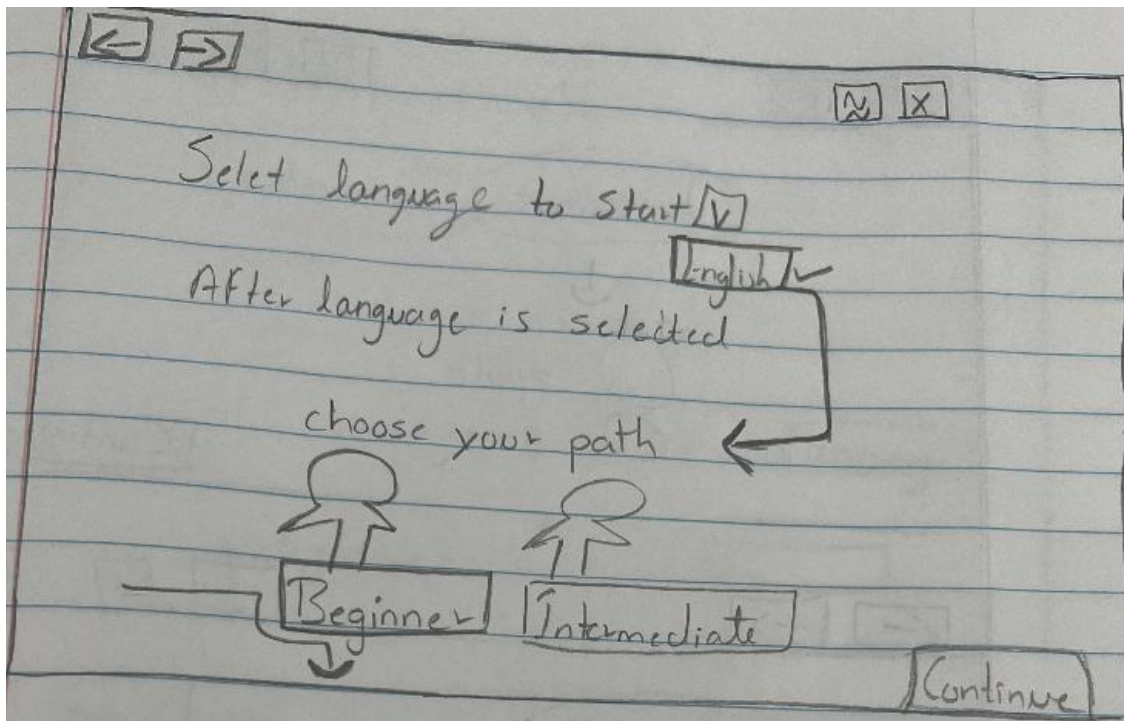 Selet language to start
English
After language is selected
choose your path
Beginner Intermediate
Continue